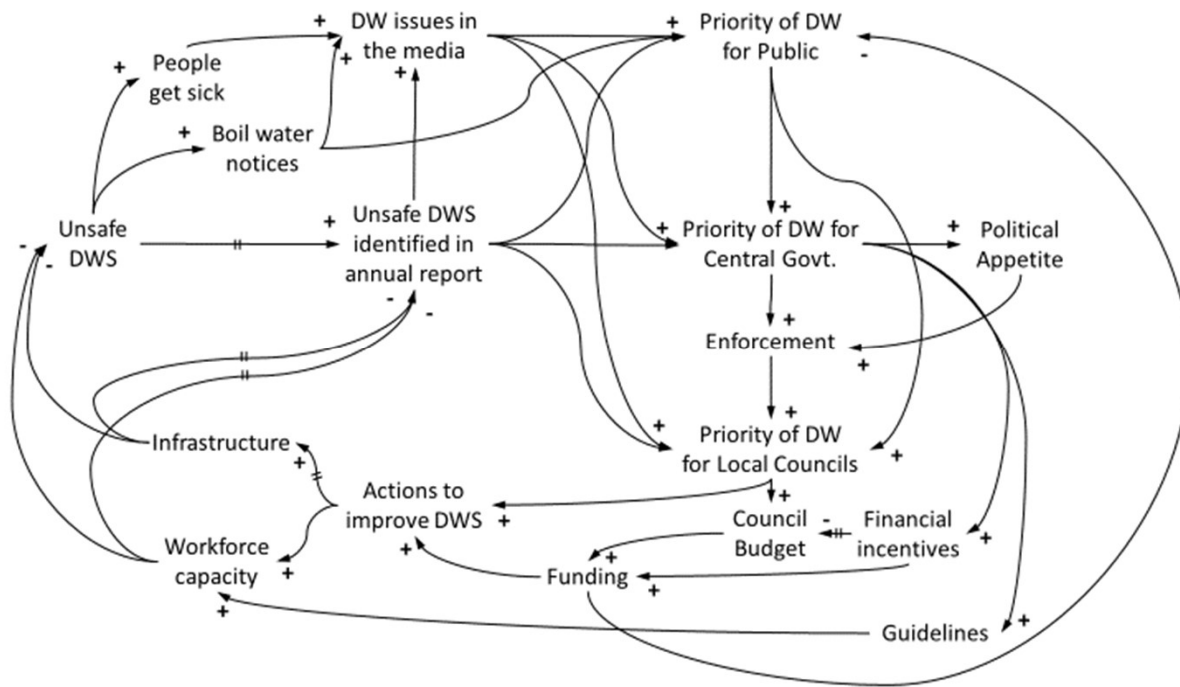 DW issues in
the media
Priority of DW
for Public
People
get sick
Boil water
notices
Unsafe
DWS
Unsafe DWS
identified in
annual report
Priority of DW for
Central Govt.
Political
Appetite
Enforcement
Priority of DW
for Local Councils
Infrastructure
Actions to
improve DWS
Council
Budget
Financial
incentives
Workforce
capacity
Funding
Guidelines